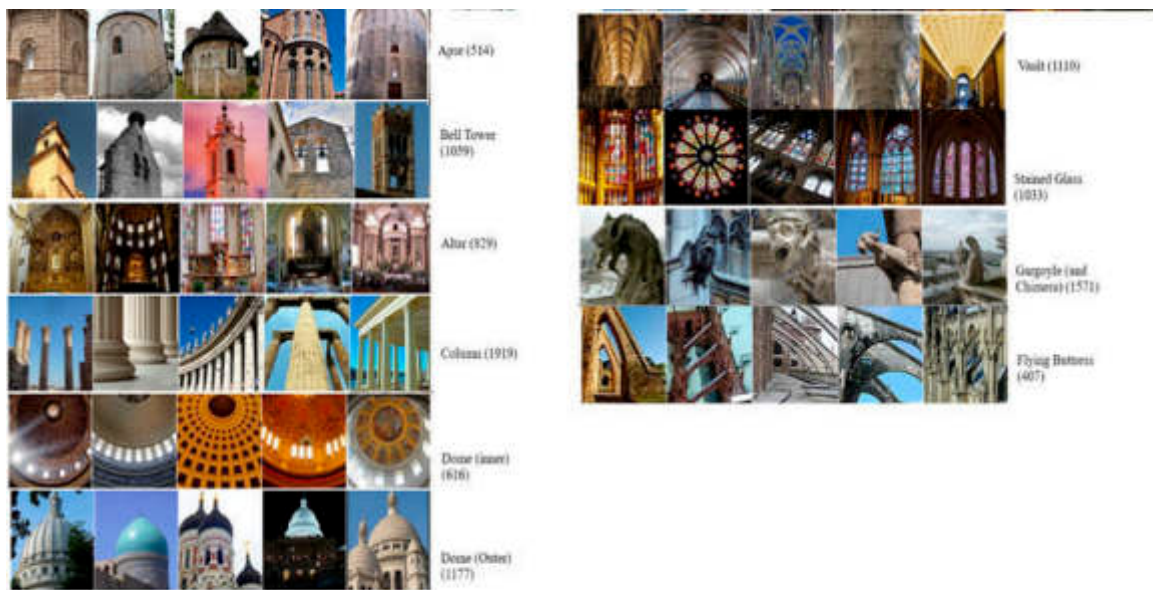 Apse (514)
Bell Tower
(1059)
Altar (829)
Column (1919)
Dome (inner)
(616)
Dome (Outer)
(1177)
Vault (1110)
Stained Glass
(1033)
Gargoyle (and
Chimera) (1571)
Flying Buttress
(407)